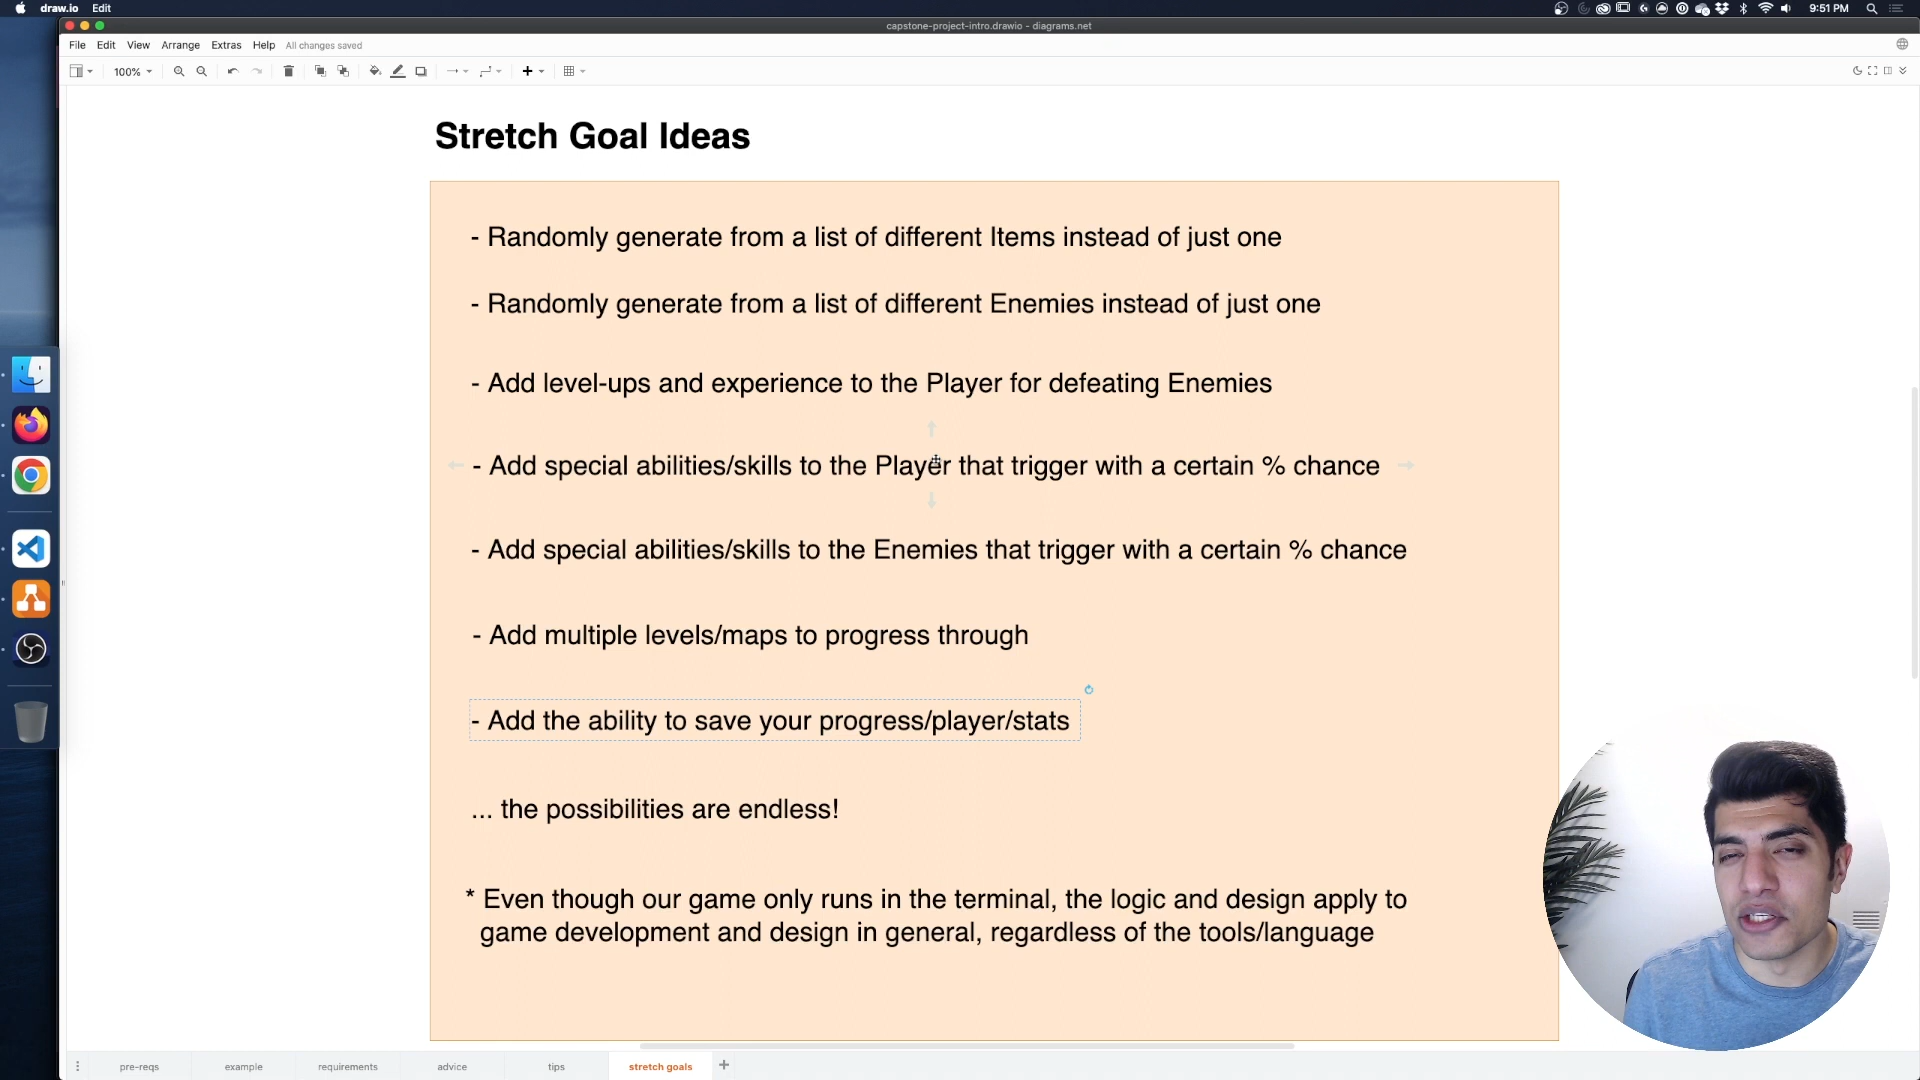 draw.io Edit
9:51 PM
capstone-project-intro.drawio - diagrams.net
File Edit View Arrange Extras Help All changes saved
100%
Stretch Goal Ideas
- Randomly generate from a list of different Items instead of just one
- Randomly generate from a list of different Enemies instead of just one
- Add level-ups and experience to the Player for defeating Enemies
- Add special abilities/skills to the Player that trigger with a certain % chance
- Add special abilities/skills to the Enemies that trigger with a certain % chance
- Add multiple levels/maps to progress through
- Add the ability to save your progress/player/stats
... the possibilities are endless!
* Even though our game only runs in the terminal, the logic and design apply to
game development and design in general, regardless of the tools/language
pre-reqs example requirements advice tips stretch goals